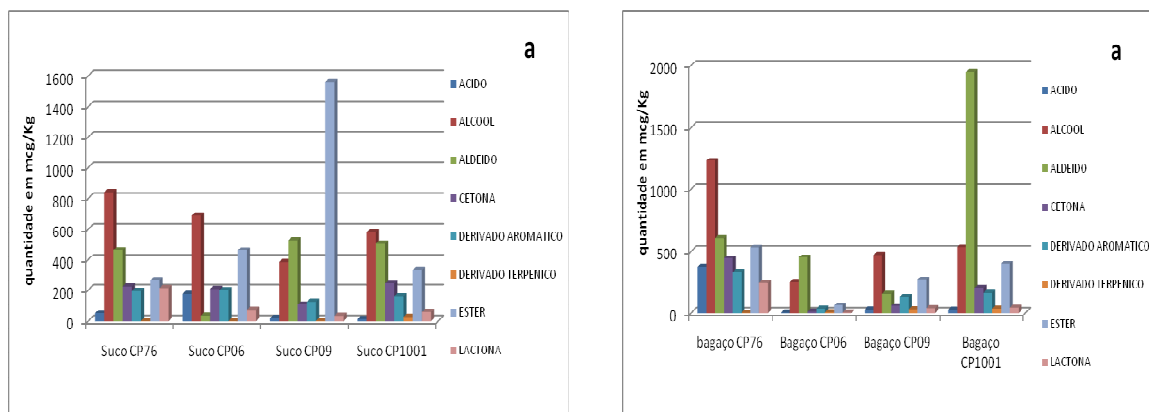 a
quantidade em mcg/Kg
1600
1400
1200
1000
800
600
400
200
0
Suco CP76
Suco CP06
Suco CP09
Suco CP1001
ACIDO
ALCOOL
ALDEIDO
CETONA
DERIVADO AROMATICO
DERIVADO TERPENICO
ESTER
LACTONA
a
quantidade em mcg/Kg
2000
1500
1000
500
0
bagaço CP76
Bagaço CP06
Bagaço CP09
Bagaço
CP1001
ACIDO
ALCOOL
ALDEIDO
CETONA
DERIVADO AROMATICO
DERIVADO TERPENICO
ESTER
LACTONA